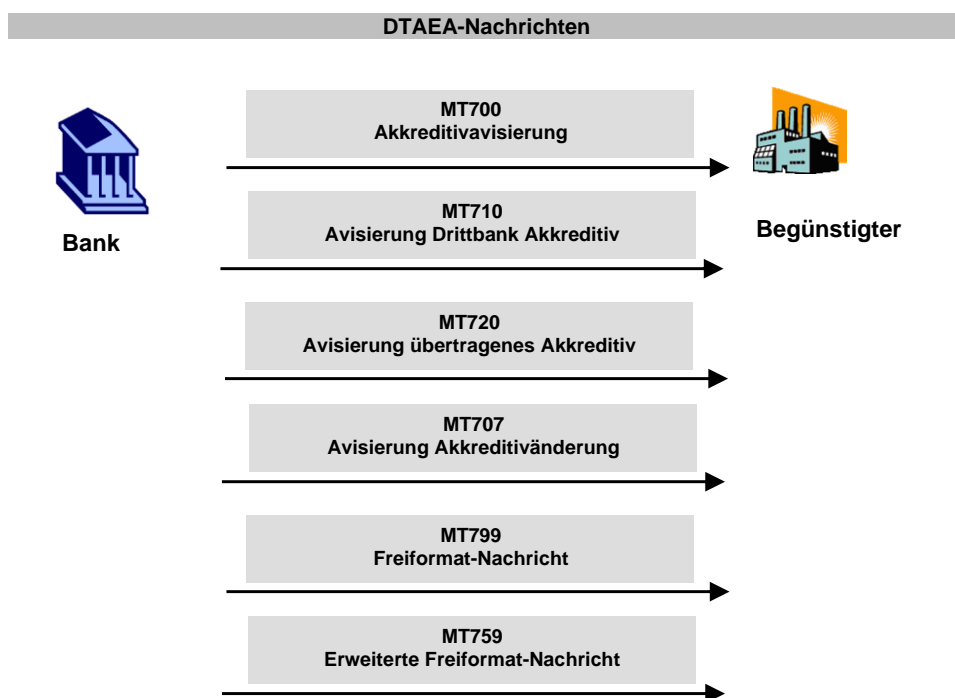 DTAEA-Nachrichten
MT700
Akkreditivavisierung
MT710
Avisierung Drittbank Akkreditiv
Bank
Begünstigter
MT720
Avisierung übertragenes Akkreditiv
MT707
Avisierung Akkreditivänderung
MT799
Freiformat-Nachricht
MT759
Erweiterte Freiformat-Nachricht